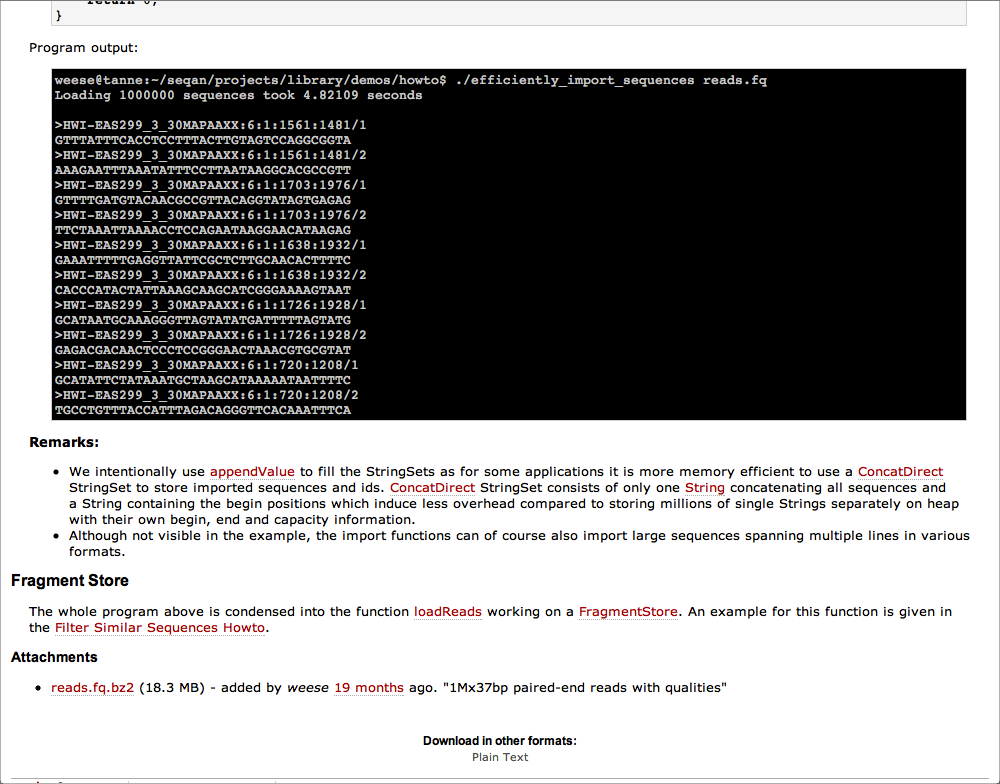 }
Program output:
weese@tanne:~/seqan/projects/library/demos/howto$ ./efficiently_import_sequences reads.fq
Loading 1000000 sequences took 4.82109 seconds
>HWI-EAS299_3_30MAPAAXX:6:1:1561:1481/1
GTTTATTTCACCTCCTTTACTTGTAGTCCAGGCGGTA
>HWI-EAS299_3_30MAPAAXX:6:1:1561:1481/2
AAAGAATTTAAATATTTCCTTAATAAGGCACGCCGTT
>HWI-EAS299_3_30MAPAAXX:6:1:1703:1976/1
GTTTTGATGTACAACGCCGTTACAGGTATAGTGAGAG
>HWI-EAS299_3_30MAPAAXX:6:1:1703:1976/2
TTCTAAATTAAAACCTCCAGAATAAGGAACATAAGAG
>HWI-EAS299_3_30MAPAAXX:6:1:1638:1932/1
GAAATTTTTGAGGTTATTCGCTCTTGCAACACTTTTC
>HWI-EAS299_3_30MAPAAXX:6:1:1638:1932/2
CACCCATACTATTAAAGCAAGCATCGGGAAAAGTAAT
>HWI-EAS299_3_30MAPAAXX:6:1:1726:1928/1
GCATAATGCAAAGGGTTAGTATATGATTTTTAGTATG
>HWI-EAS299_3_30MAPAAXX:6:1:1726:1928/2
GAGACGACAACTCCCTCCGGGAACTAAACGTGCGTAT
>HWI-EAS299_3_30MAPAAXX:6:1:720:1208/1
GCATATTCTATAAATGCTAAGCATAAAAATAATTTTC
>HWI-EAS299_3_30MAPAAXX:6:1:720:1208/2
TGCCTGTTTACCATTTAGACAGGGTTCACAAATTTCA
Remarks:
• We intentionally use appendValue to fill the StringSets as for some applications it is more memory efficient to use a ConcatDirect
StringSet to store imported sequences and ids. ConcatDirect StringSet consists of only one String concatenating all sequences and
a String containing the begin positions which induce less overhead compared to storing millions of single Strings separately on heap
with their own begin, end and capacity information.
• Although not visible in the example, the import functions can of course also import large sequences spanning multiple lines in various
formats.
Fragment Store
The whole program above is condensed into the function loadReads working on a FragmentStore. An example for this function is given in
the Filter Similar Sequences Howto.
Attachments
• reads.fq.bz2 (18.3 MB) - added by weese 19 months ago. "1Mx37bp paired-end reads with qualities"
Download in other formats:
Plain Text